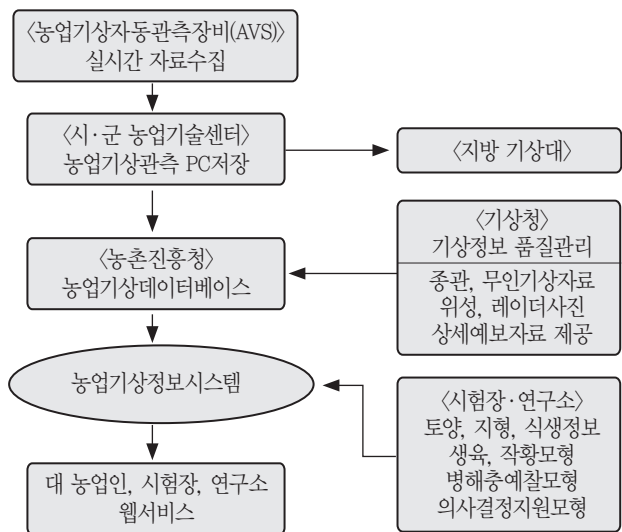 〈농업기상자동관측장비(AVS)〉
실시간 자료수집
〈시·군 농업기술센터〉
농업기상관측 PC저장
〈지방 기상대〉
〈농촌진흥청〉
농업기상데이터베이스
〈기상청〉
기상정보 품질관리
종관, 무인기상자료
위성, 레이더사진
상세예보자료 제공
농업기상정보시스템
〈시험장·연구소〉
토양, 지형, 식생정보
생육, 작황모형
병해충예찰모형
의사결정지원모형
대 농업인, 시험장, 연구소
웹서비스